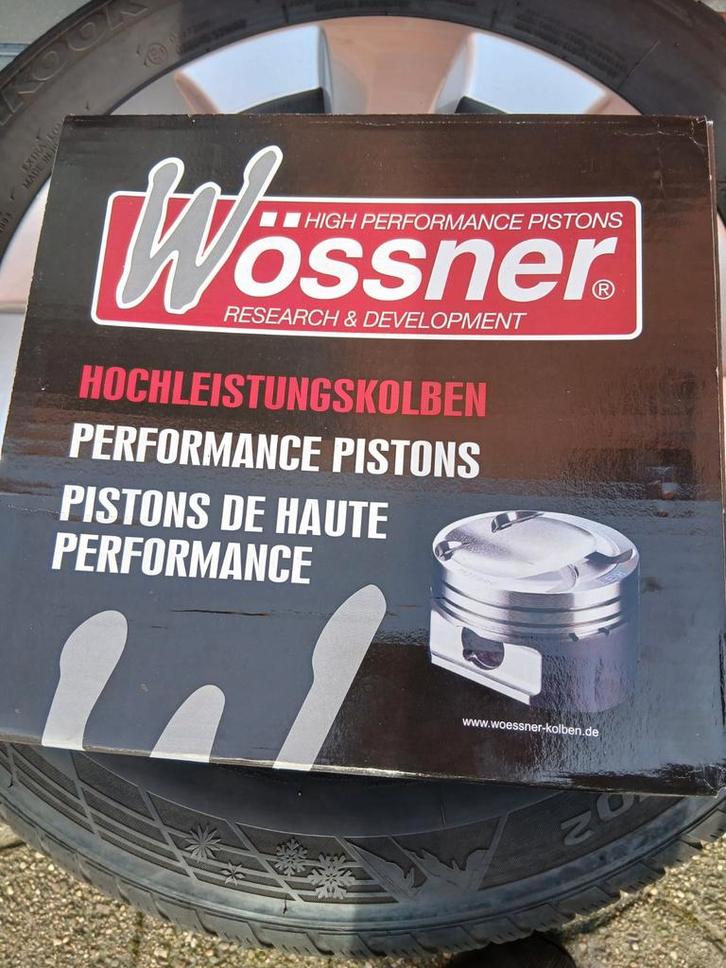 HIGH PERFORMANCE PISTONS
Wössner®
RESEARCH & DEVELOPMENT
HOCHLEISTUNGSKOLBEN
PERFORMANCE PISTONS
PISTONS DE HAUTE
PERFORMANCE
www.woessner-kolben.de